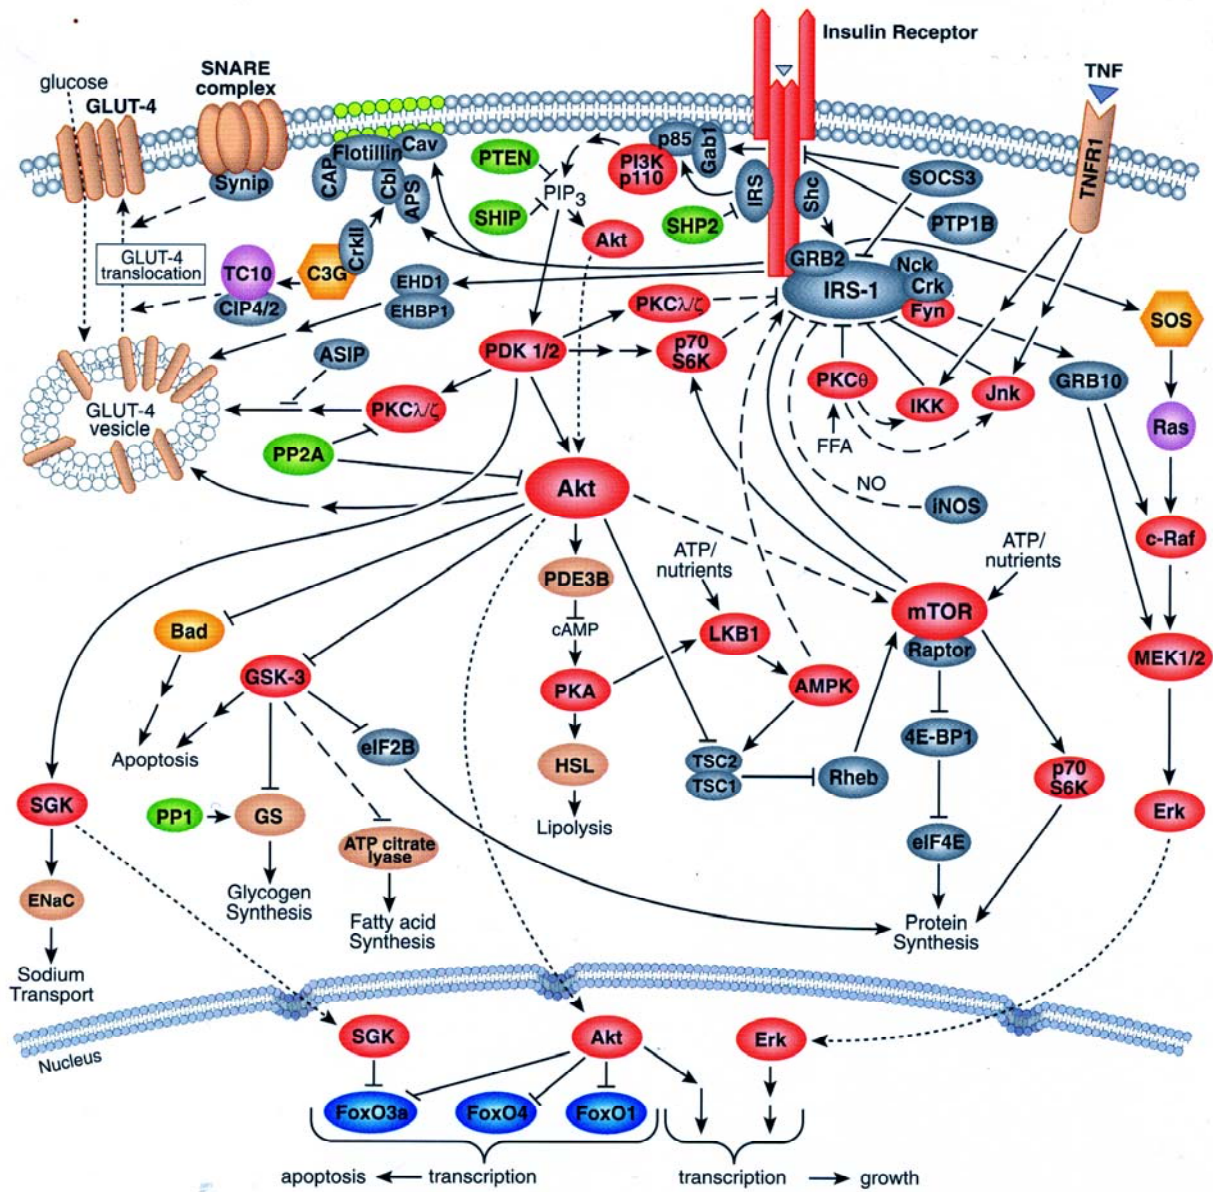 Insulin Receptor
glucose
GLUT-4
SNARE
complex
TNF
TNFR1
Synip
CAP
Flotillin
Cav
Cbl
APS
CrkII
C3G
TC10
CIP4/2
GLUT-4
translocation
PTEN
SHIP
PIP3
Akt
PI3K
p110
p85
Gab1
SHP2
IRS
Shc
SOCS3
PTP1B
GRB2
IRS-1
Nck
Crk
Fyn
EHD1
EHBP1
ASIP
GLUT-4
vesicle
PKCλ/ζ
PP2A
PDK 1/2
PKCλ/ζ
p70
S6K
PKCθ
FFA
IKK
Jnk
GRB10
SOS
Ras
c-Raf
MEK1/2
Erk
NO
iNOS
Akt
PDE3B
cAMP
PKA
HSL
Lipolysis
ATP/
nutrients
LKB1
AMPK
TSC2
TSC1
Rheb
ATP/
nutrients
mTOR
Raptor
4E-BP1
eIF4E
p70
S6K
Protein
Synthesis
Bad
Apoptosis
GSK-3
eIF2B
PP1
GS
Glycogen
Synthesis
ATP citrate
lyase
Fatty acid
Synthesis
SGK
ENaC
Sodium
Transport
Nucleus
SGK
Akt
Erk
FoxO3a
FoxO4
FoxO1
apoptosis
transcription
transcription
growth